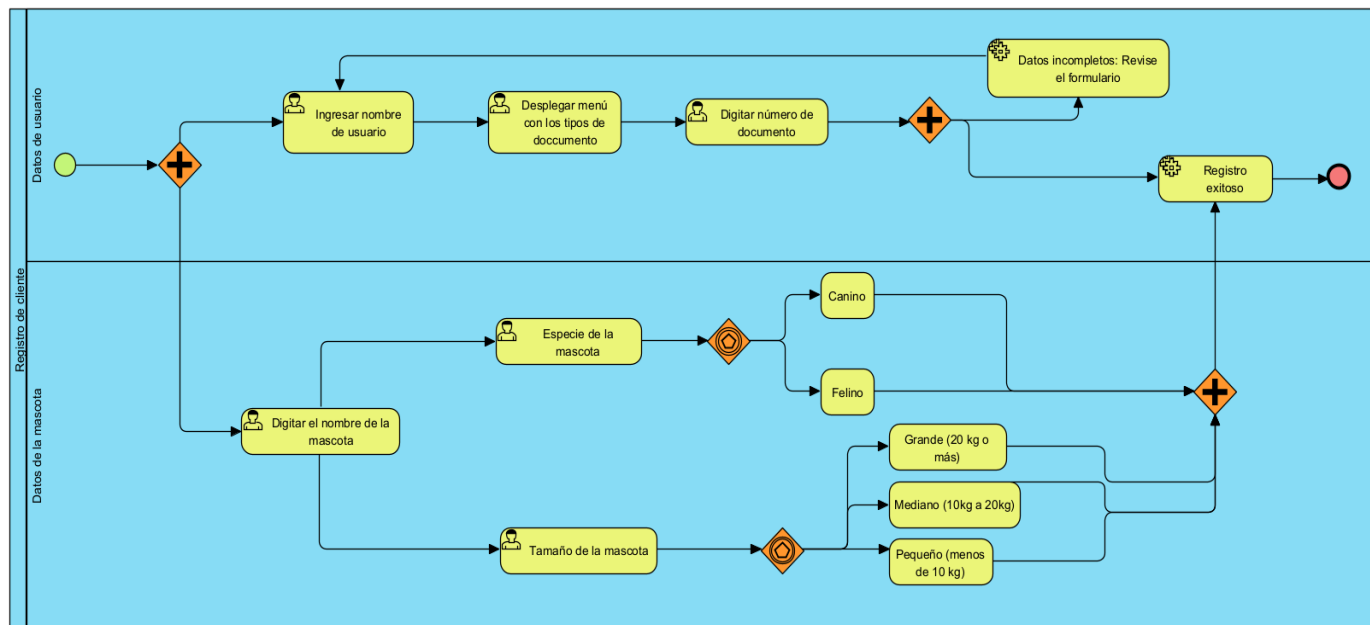 Registro de cliente
Datos de usuario
Ingresar nombre
de usuario
Desplegar menú
con los tipos de
doccumento
Digitar número de
documento
Datos incompletos: Revise
el formulario
Registro
exitoso
Datos de la mascota
Digitar el nombre de la
mascota
Especie de la
mascota
Canino
Felino
Tamaño de la mascota
Grande (20 kg o
más)
Mediano (10kg a 20kg)
Pequeño (menos
de 10 kg)